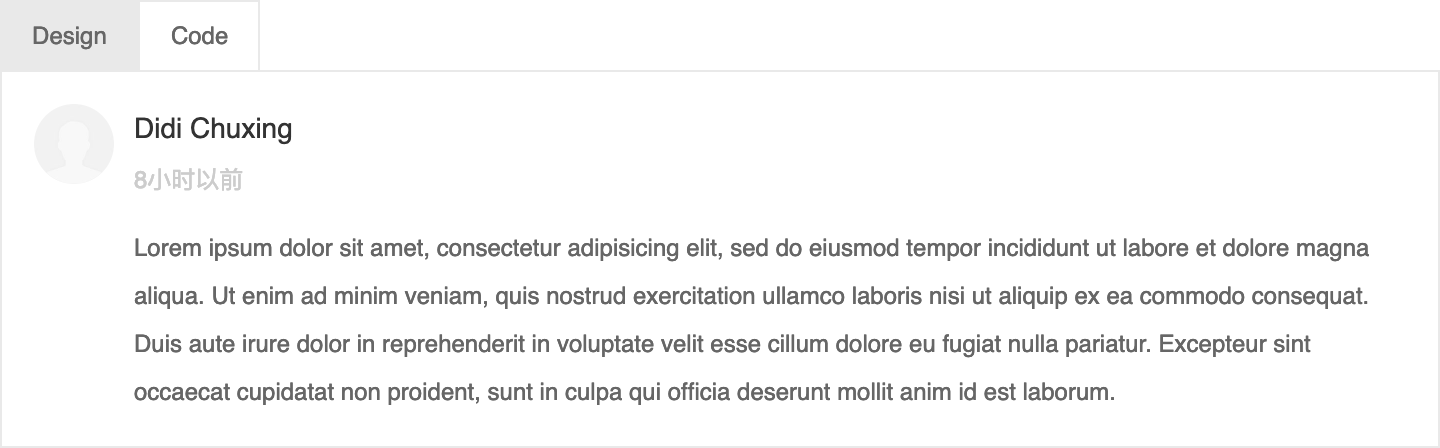 Design
Code
Didi Chuxing
8小时以前
Lorem ipsum dolor sit amet, consectetur adipisicing elit, sed do eiusmod tempor incididunt ut labore et dolore magna
aliqua. Ut enim ad minim veniam, quis nostrud exercitation ullamco laboris nisi ut aliquip ex ea commodo consequat.
Duis aute irure dolor in reprehenderit in voluptate velit esse cillum dolore eu fugiat nulla pariatur. Excepteur sint
occaecat cupidatat non proident, sunt in culpa qui officia deserunt mollit anim id est laborum.